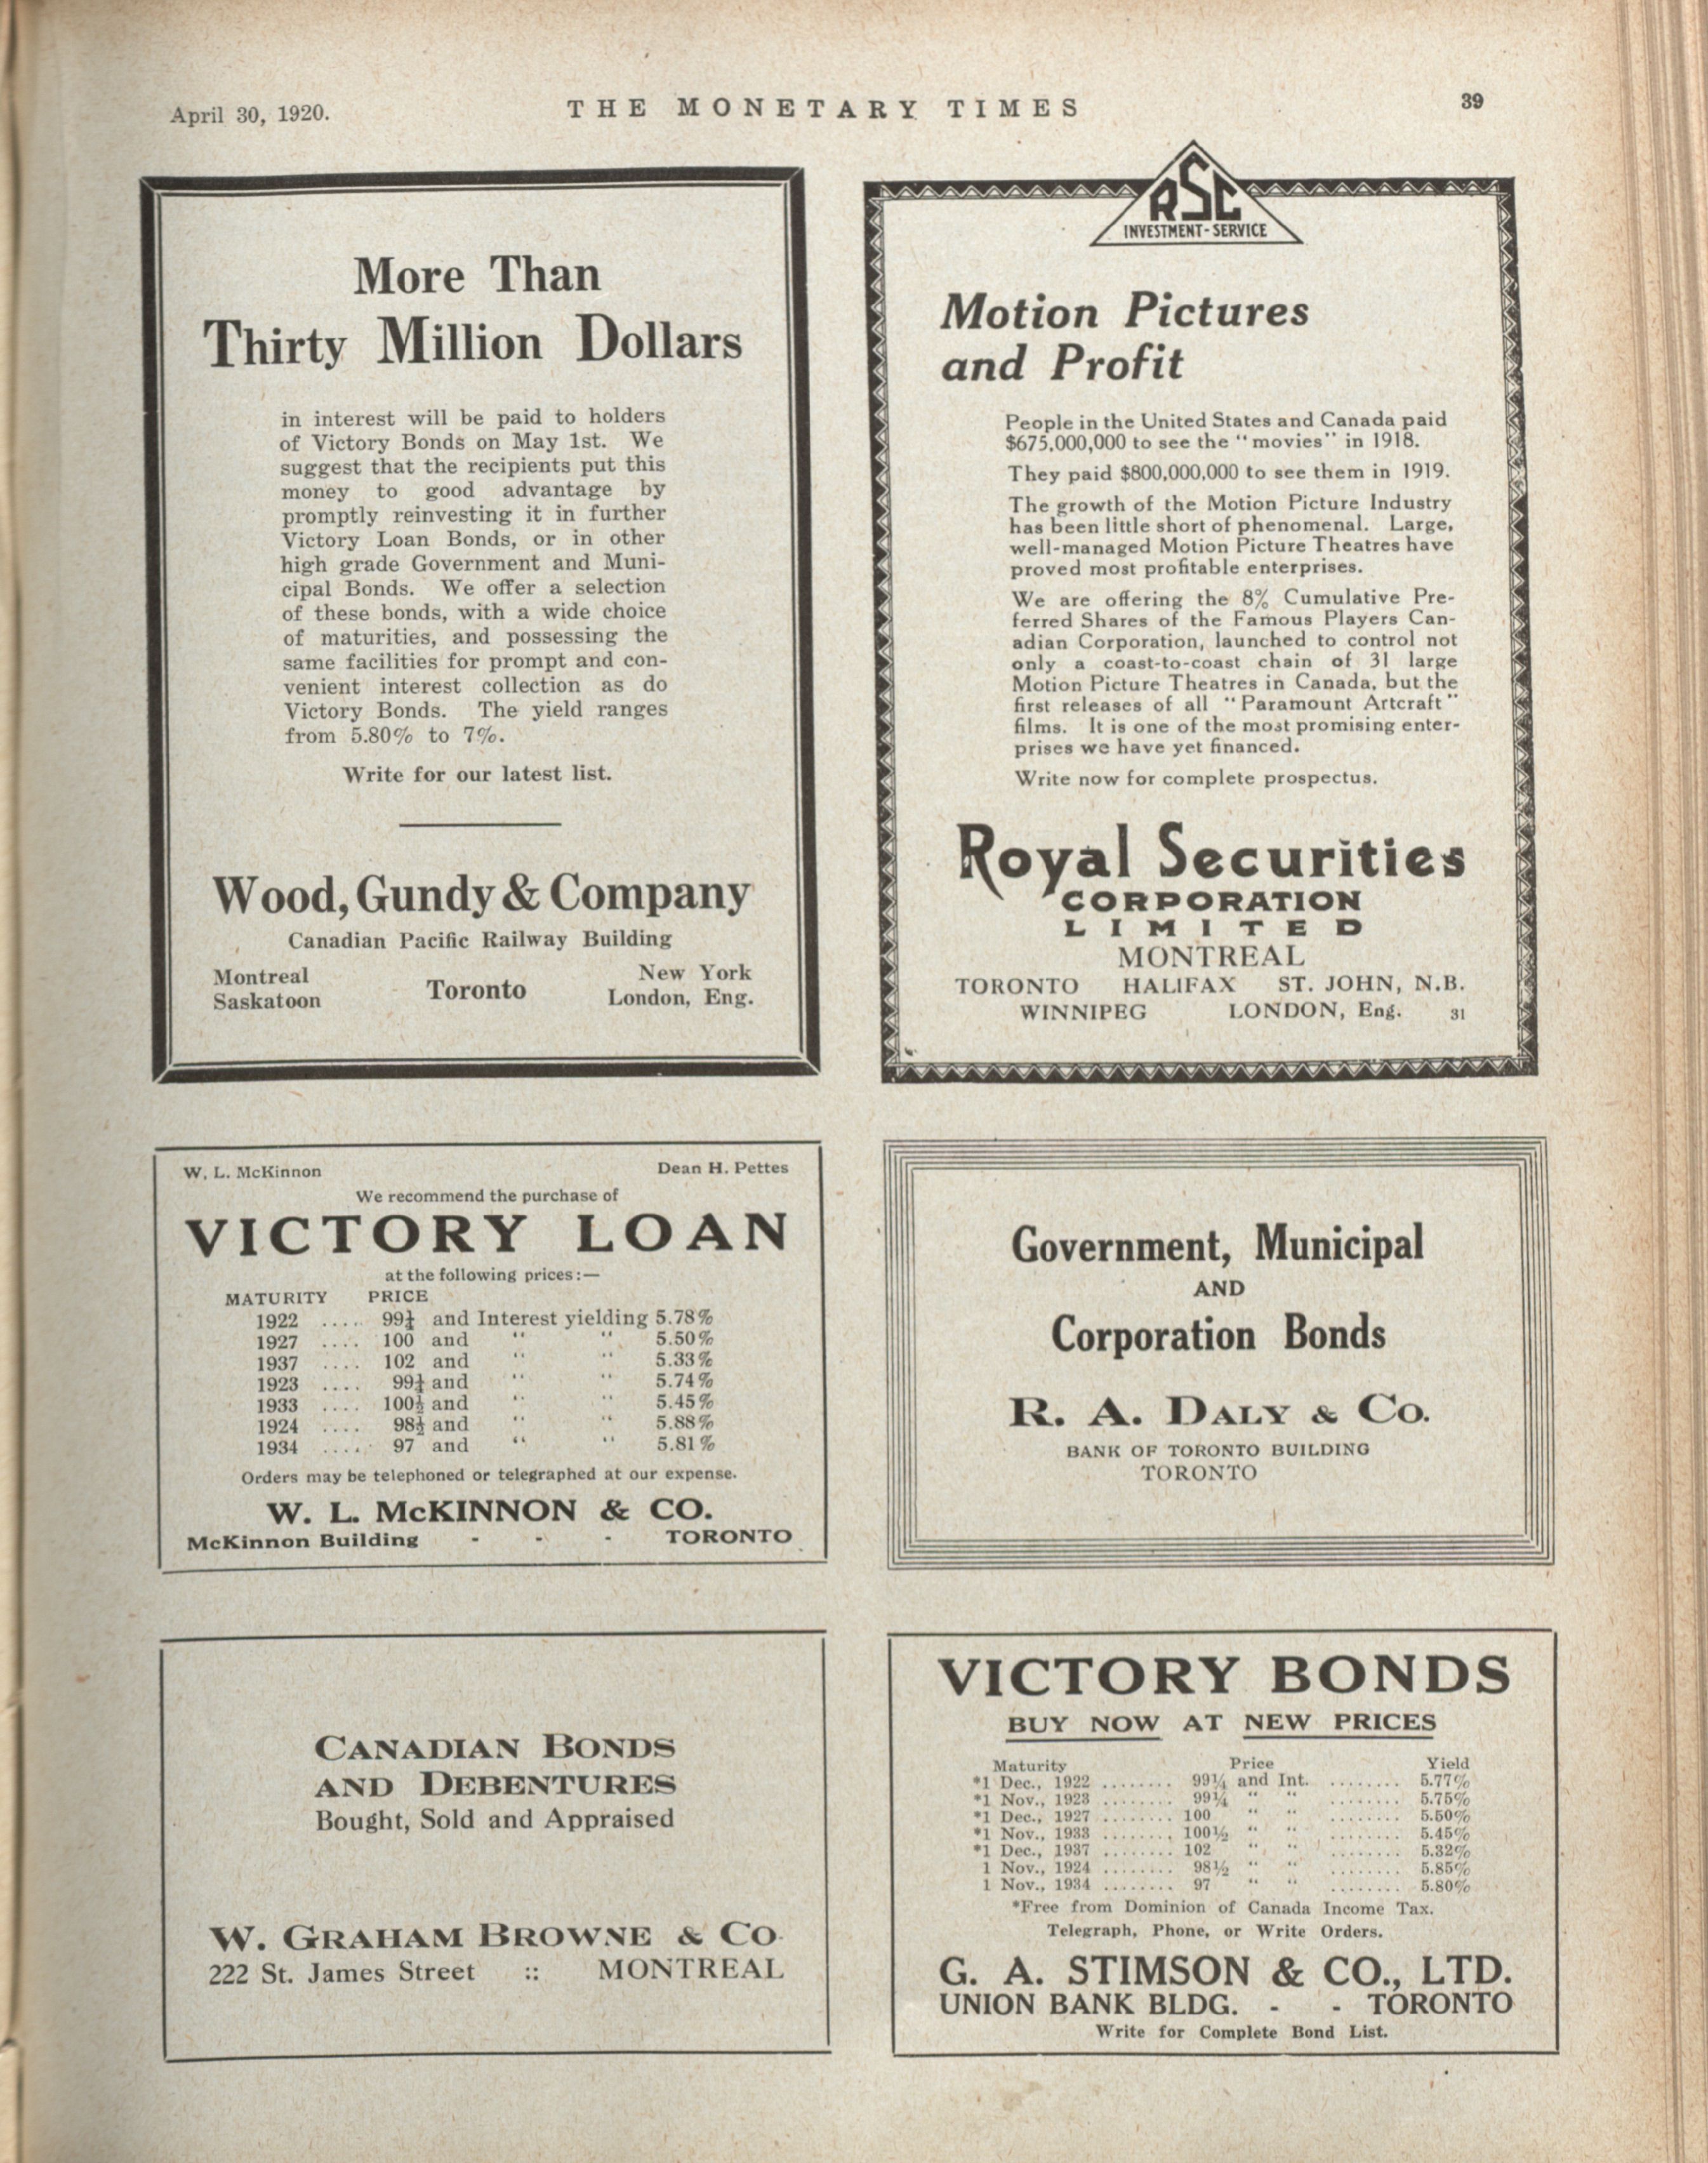 April 30, 1920.
THE MONETARY TIMES
39
More Than
Thirty Million Dollars
in interest will be paid to holders
of Victory Bonds on May 1st. We
suggest that the recipients put this
money to good advantage by
promptly reinvesting it in further
Victory Loan Bonds, or in other
high grade Government and Muni-
cipal Bonds. We offer a selection
of these bonds, with a wide choice
of maturities, and possessing the
same facilities for prompt and con-
venient interest collection as do
Victory Bonds. The yield ranges
from 5.80% to 7%.
Write for our latest list.
Wood, Gundy & Company
Canadian Pacific Railway Building
Montreal
Saskatoon
Toronto
New York
London, Eng.
RSC
INVESTMENT-SERVICE
Motion Pictures
and Profit
People in the United States and Canada paid
$675,000,000 to see the "movies" in 1918.
They paid $800,000,000 to see them in 1919.
The growth of the Motion Picture Industry
has been little short of phenomenal. Large,
well-managed Motion Picture Theatres have
proved most profitable enterprises.
We are offering the 8% Cumulative Pre-
ferred Shares of the Famous Players Can-
adian Corporation, launched to control not
only a coast-to-coast chain of 31 large
Motion Picture Theatres in Canada, but the
first releases of all "Paramount Artcraft"
films. It is one of the most promising enter-
prises we have yet financed.
Write now for complete prospectus.
Royal Securities
CORPORATION
LIMITED
MONTREAL
TORONTO HALIFAX ST. JOHN, N.B.
WINNIPEG LONDON, Eng. 31
W. L. McKinnon Dean H. Pettes
We recommend the purchase of
VICTORY LOAN
at the following prices:—
MATURITY PRICE
1922 .... and Interest yielding 5.78%
1927 .... 100 and " " 5.50%
1937 .... 102 and " " 5.33%
1923 .... and " " 5.74%
1933 .... 100½ and " " 5.45%
1924 .... 98½ and " " 5.88%
1934 .... 97 and " " 5.81%
Orders may be telephoned or telegraphed at our expense.
W. L. McKINNON & CO.
McKinnon Building - - - TORONTO
Government, Municipal
AND
Corporation Bonds
R. A. DALY & CO.
BANK OF TORONTO BUILDING
TORONTO
CANADIAN BONDS
AND DEBENTURES
Bought, Sold and Appraised
W. GRAHAM BROWNE & CO.
222 St. James Street :: MONTREAL
VICTORY BONDS
BUY NOW AT NEW PRICES
Maturity Price Yield
*1 Dec., 1922 ........ 99¼ and Int. ........ 5.77%
*1 Nov., 1923 ........ 99¼ " " ........ 5.75%
*1 Dec., 1927 ........ 100 " " ........ 5.50%
*1 Nov., 1933 ........ 100½ " " ........ 5.45%
*1 Dec., 1937 ........ 102 " " ........ 5.32%
1 Nov., 1924 ........ 98½ " " ........ 5.85%
1 Nov., 1934 ........ 97 " " ........ 5.80%
*Free from Dominion of Canada Income Tax.
Telegraph, Phone, or Write Orders.
G. A. STIMSON & CO., LTD.
UNION BANK BLDG. - - TORONTO
Write for Complete Bond List.